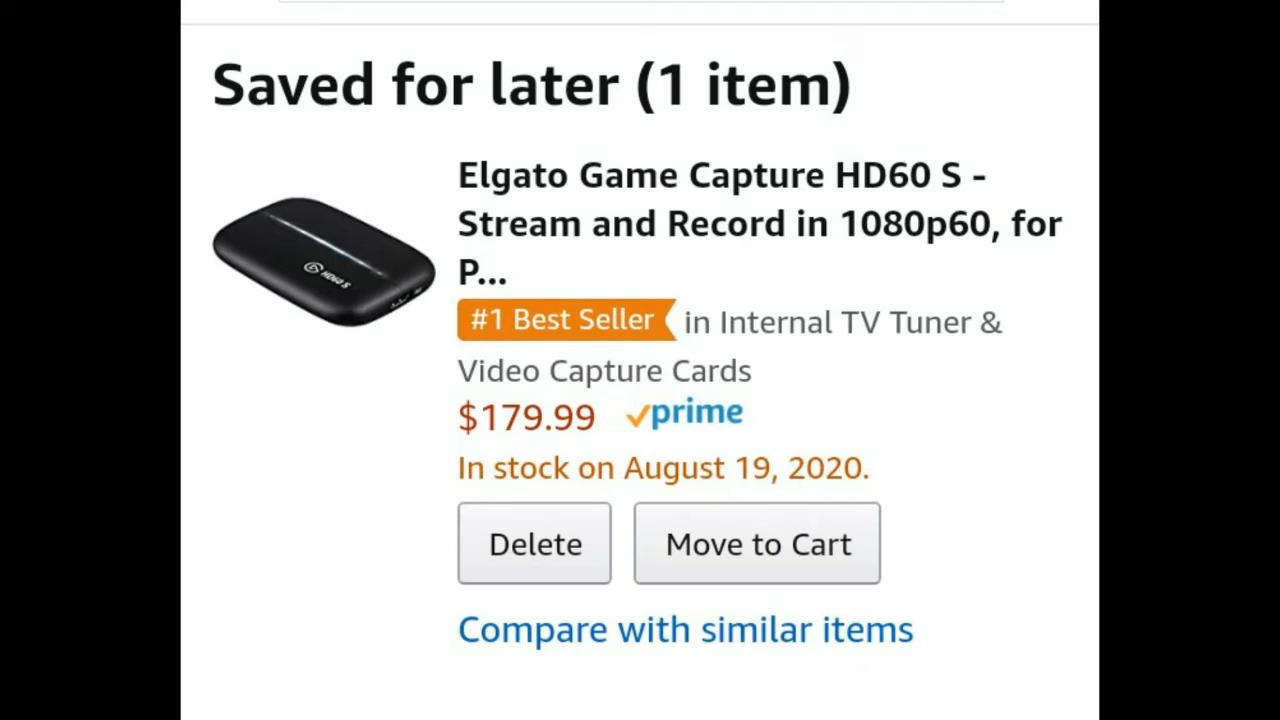 Saved for later (1 item)
Elgato Game Capture HD60 S -
Stream and Record in 1080p60, for
P...
#1 Best Seller in Internal TV Tuner &
Video Capture Cards
$179.99 prime
In stock on August 19, 2020.
Delete Move to Cart
Compare with similar items
HD60 S